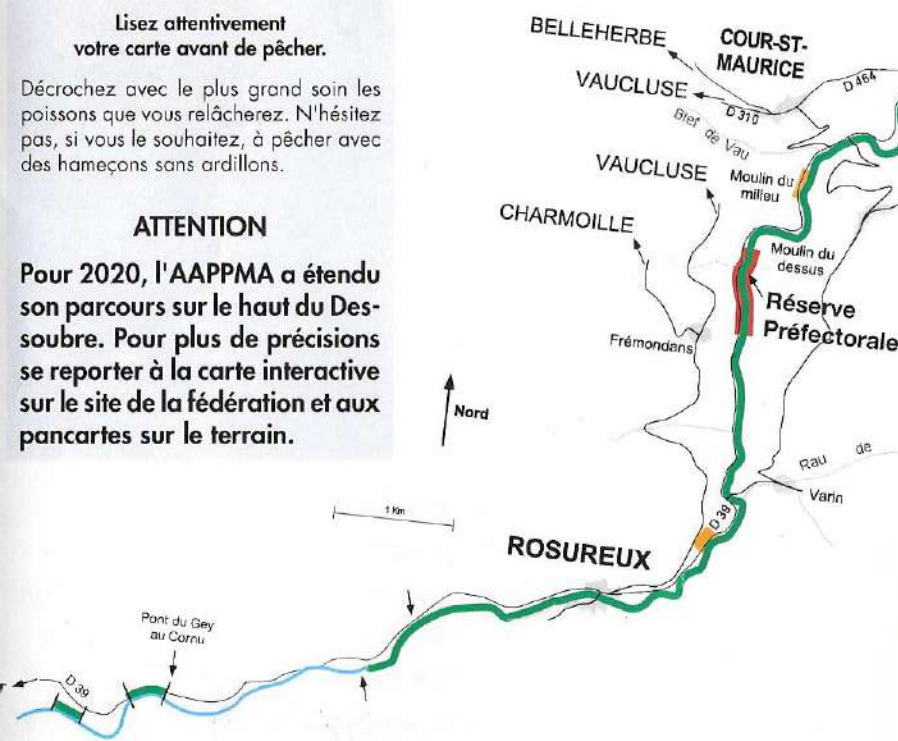 Lisez attentivement
votre carte avant de pêcher.
Décrochez avec le plus grand soin les
poissons que vous relâcherez. N'hésitez
pas, si vous le souhaitez, à pêcher avec
des hameçons sans ardillons.
ATTENTION
Pour 2020, l'AAPPMA a étendu
son parcours sur le haut du Des-
soubre. Pour plus de précisions
se reporter à la carte interactive
sur le site de la fédération et aux
pancartes sur le terrain.
BELLEHERBE
COUR-ST-
MAURICE
VAUCLUSE
D 310
D 464
Bief de Vau
VAUCLUSE
Moulin du
milieu
CHARMOILLE
Moulin du
dessus
Réserve
Préfectorale
Frémondans
Nord
Rau de
Varin
1 Km
D 39
ROSUREUX
Pont du Gey
au Cornu
D 39